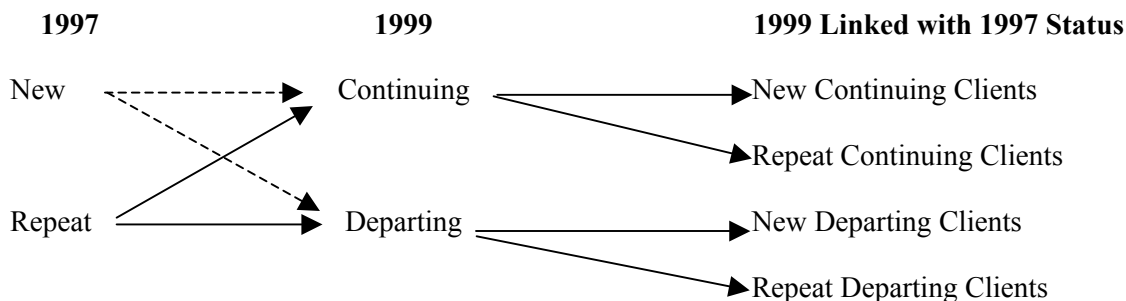 1997 1999 1999 Linked with 1997 Status
New Continuing New Continuing Clients
Repeat Continuing Clients
Repeat Departing New Departing Clients
Repeat Departing Clients